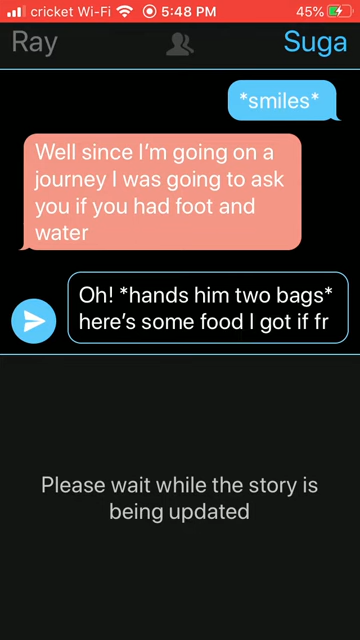 cricket Wi-Fi 5:48 PM 45%
Ray Suga
*smiles*
Well since I'm going on a
journey I was going to ask
you if you had foot and
water
Oh! *hands him two bags*
here's some food I got if fr
Please wait while the story is
being updated